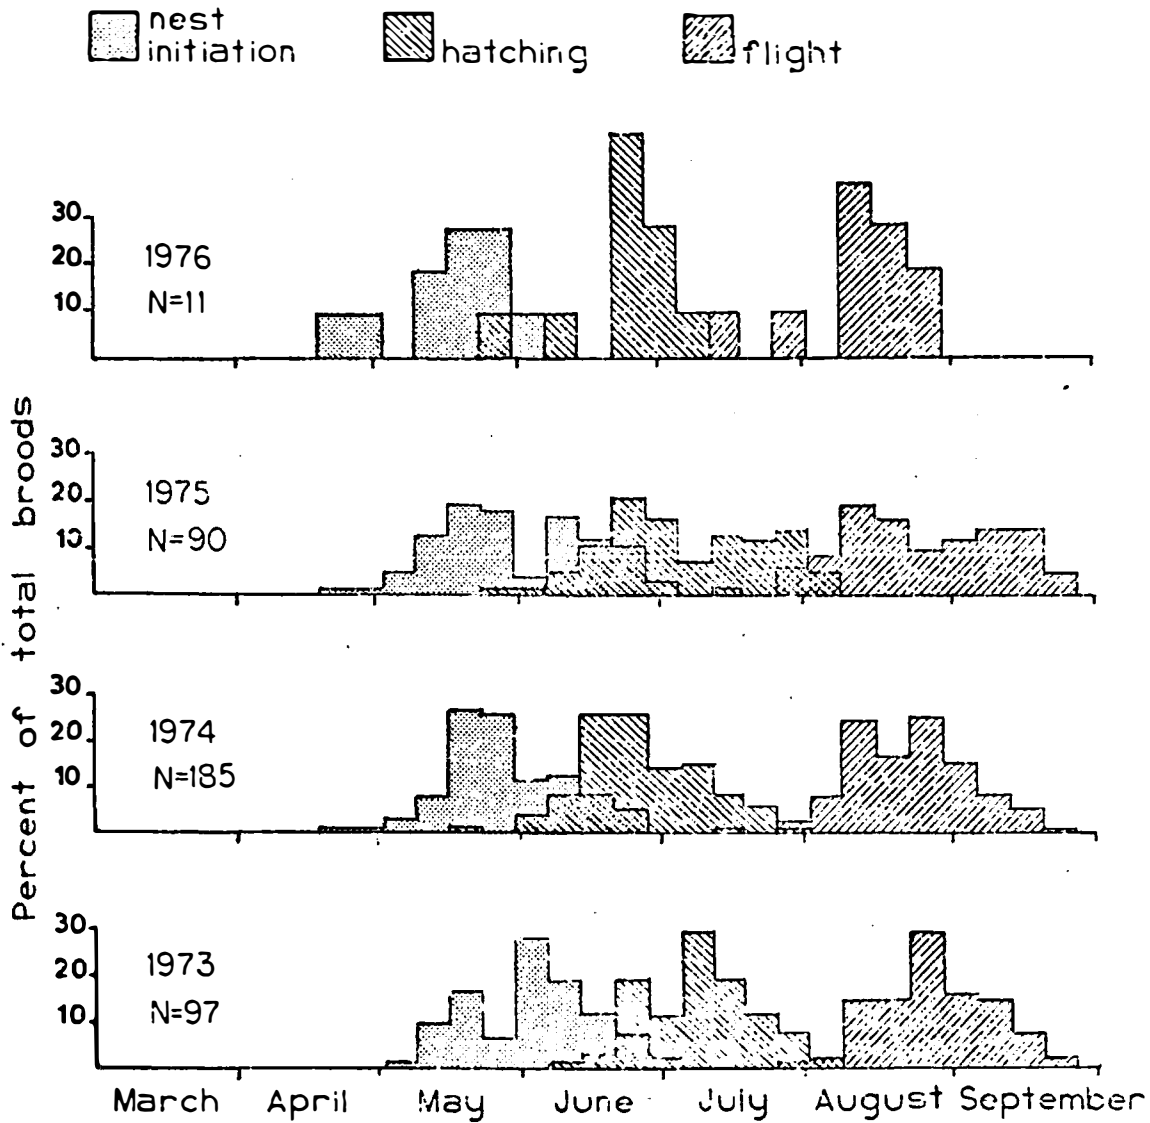 nest
initiation
hatching
flight
30
20
10
1976
N=11
30
20
10
1975
N=90
30
20
10
1974
N=185
30
20
10
1973
N=97
March April May June July August September
Percent of total broods